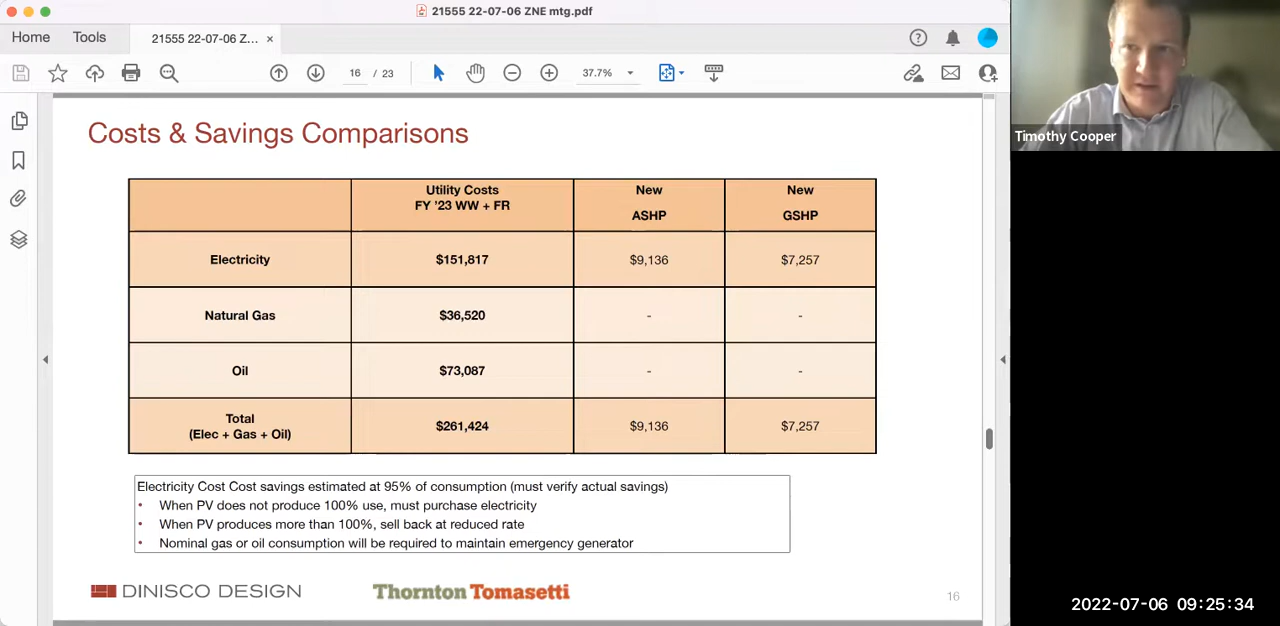 21555 22-07-06 ZNE mtg.pdf
Home Tools 21555 22-07-06 Z... ×
16 / 23 37.7%
Timothy Cooper
Costs & Savings Comparisons
Utility Costs
FY '23 WW + FR
New
ASHP
New
GSHP
Electricity $151,817 $9,136 $7,257
Natural Gas $36,520 - -
Oil $73,087 - -
Total
(Elec + Gas + Oil)
$261,424 $9,136 $7,257
Electricity Cost Cost savings estimated at 95% of consumption (must verify actual savings)
• When PV does not produce 100% use, must purchase electricity
• When PV produces more than 100%, sell back at reduced rate
• Nominal gas or oil consumption will be required to maintain emergency generator
DINISCO DESIGN Thornton Tomasetti 16
2022-07-06 09:25:34